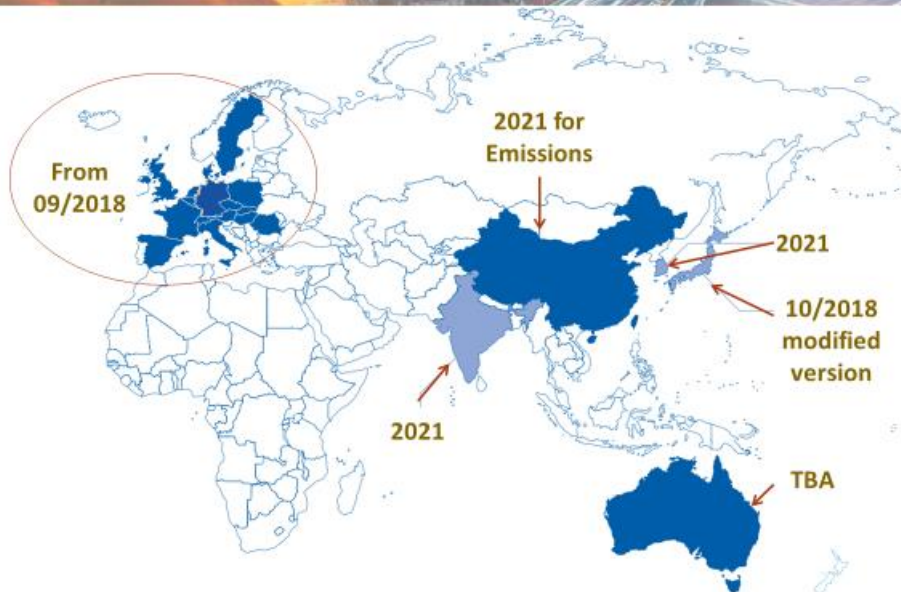 From
09/2018
2021 for
Emissions
2021
10/2018
modified
version
2021
TBA